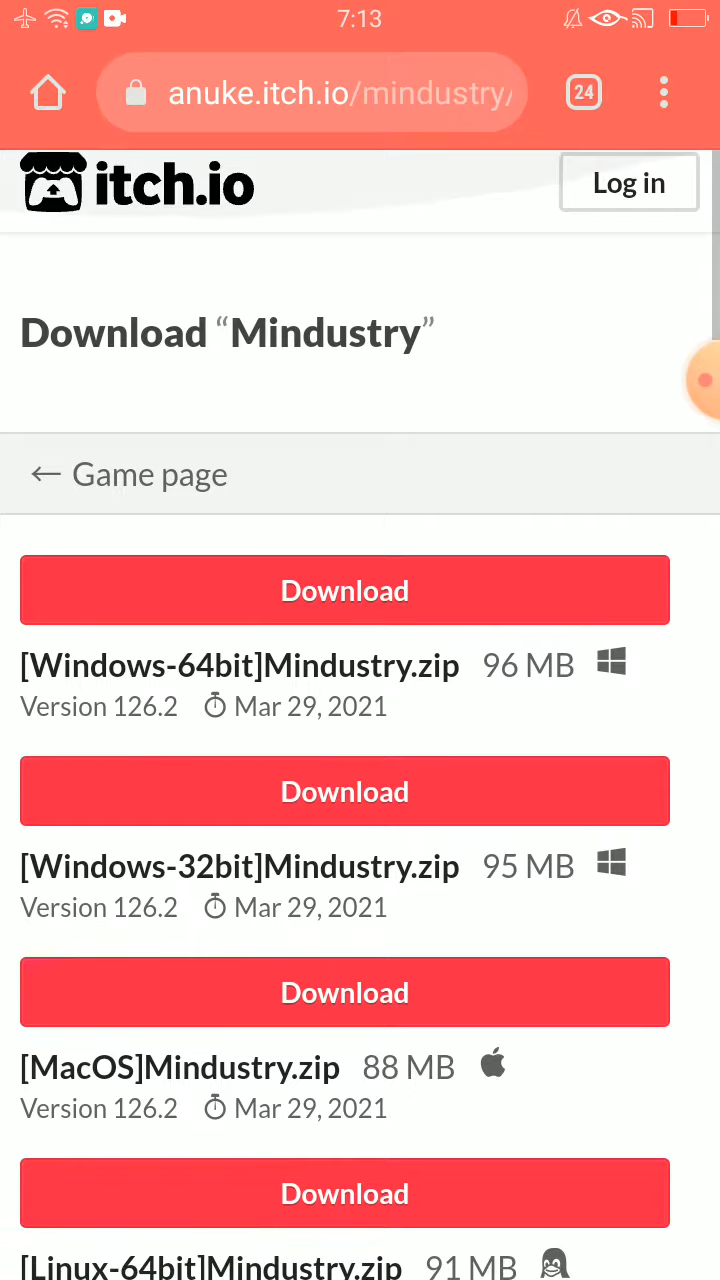 7:13
anuke.itch.io/mindustry/
24
itch.io
Log in
Download “Mindustry”
← Game page
Download
[Windows-64bit]Mindustry.zip 96 MB
Version 126.2 Mar 29, 2021
Download
[Windows-32bit]Mindustry.zip 95 MB
Version 126.2 Mar 29, 2021
Download
[MacOS]Mindustry.zip 88 MB
Version 126.2 Mar 29, 2021
Download
[Linux-64bit]Mindustry.zip 91 MB